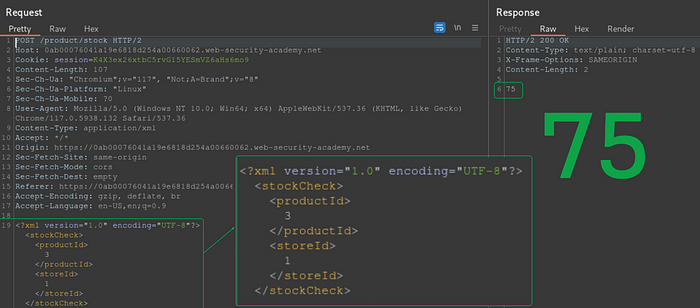 Request
Pretty Raw Hex
\n
1 POST /product/stock HTTP/2
2 Host: 0ab00076041a19e6818d254a00660062.web-security-academy.net
3 Cookie: session=K4X3ex26xtbC5rvGl5YESmVZ6aHs6mo9
4 Content-Length: 107
5 Sec-Ch-Ua: "Chromium";v="117", "Not;A=Brand";v="8"
6 Sec-Ch-Ua-Platform: "Linux"
7 Sec-Ch-Ua-Mobile: ?0
8 User-Agent: Mozilla/5.0 (Windows NT 10.0; Win64; x64) AppleWebKit/537.36 (KHTML, like Gecko)
Chrome/117.0.5938.132 Safari/537.36
9 Content-Type: application/xml
10 Accept: */*
11 Origin: https://0ab00076041a19e6818d254a00660062.web-security-academy.net
12 Sec-Fetch-Site: same-origin
13 Sec-Fetch-Mode: cors
14 Sec-Fetch-Dest: empty
15 Referer: https://0ab00076041a19e6818d254a0066
16 Accept-Encoding: gzip, deflate, br
17 Accept-Language: en-US,en;q=0.9
18
19 <?xml version="1.0" encoding="UTF-8"?>
<stockCheck>
<productId>
3
</productId>
<storeId>
1
</storeId>
</stockCheck>
<?xml version="1.0" encoding="UTF-8"?>
<stockCheck>
<productId>
3
</productId>
<storeId>
1
</storeId>
</stockCheck>
Response
Pretty Raw Hex Render
1 HTTP/2 200 OK
2 Content-Type: text/plain; charset=utf-8
3 X-Frame-Options: SAMEORIGIN
4 Content-Length: 2
5
6 75
75